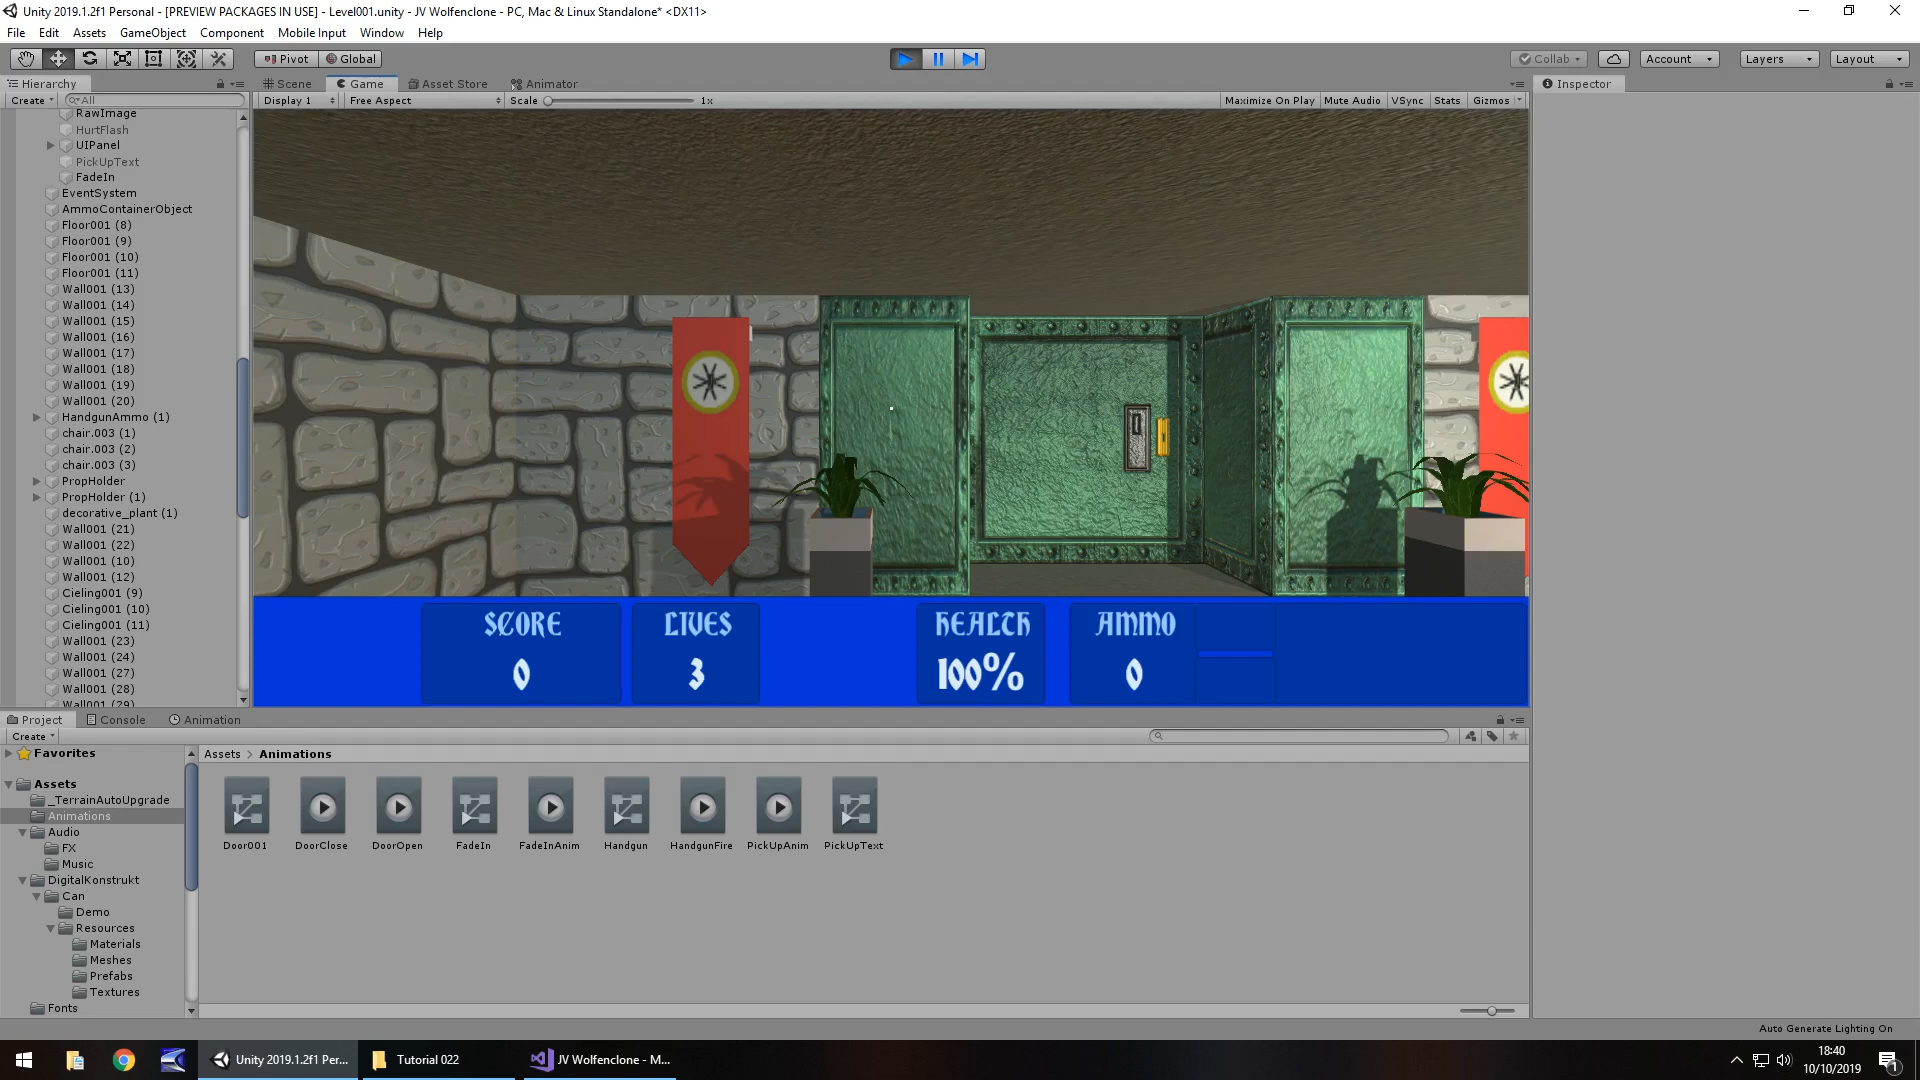 Unity 2019.1.2f1 Personal - [PREVIEW PACKAGES IN USE] - Level001.unity - JV Wolfenclone - PC, Mac & Linux Standalone* <DX11>
File Edit Assets GameObject Component Mobile Input Window Help
Pivot Global Collab Account Layers Layout
Hierarchy Scene Game Asset Store Animator Inspector
Create All Display 1 Free Aspect Scale 1x Maximize On Play Mute Audio VSync Stats Gizmos
RawImage
HurtFlash
UIPanel
PickUpText
FadeIn
EventSystem
AmmoContainerObject
Floor001 (8)
Floor001 (9)
Floor001 (10)
Floor001 (11)
Wall001 (13)
Wall001 (14)
Wall001 (15)
Wall001 (16)
Wall001 (17)
Wall001 (18)
Wall001 (19)
Wall001 (20)
HandgunAmmo (1)
chair.003 (1)
chair.003 (2)
chair.003 (3)
PropHolder
PropHolder (1)
decorative_plant (1)
Wall001 (21)
Wall001 (22)
Wall001 (10)
Wall001 (12)
Cieling001 (9)
Cieling001 (10)
Cieling001 (11)
Wall001 (23)
Wall001 (24)
Wall001 (27)
Wall001 (28)
Wall001 (29)
SCORE LIVES HEALTH AMMO
0 3 100% 0
Project Console Animation
Create
Favorites
Assets
_TerrainAutoUpgrade
Animations
Audio
FX
Music
DigitalKonstrukt
Can
Demo
Resources
Materials
Meshes
Prefabs
Textures
Fonts
Assets > Animations
Door001 DoorClose DoorOpen FadeIn FadeInAnim Handgun HandgunFire PickUpAnim PickUpText
Auto Generate Lighting On
Unity 2019.1.2f1 Per... Tutorial 022 JV Wolfenclone - M...
18:40
10/10/2019
1